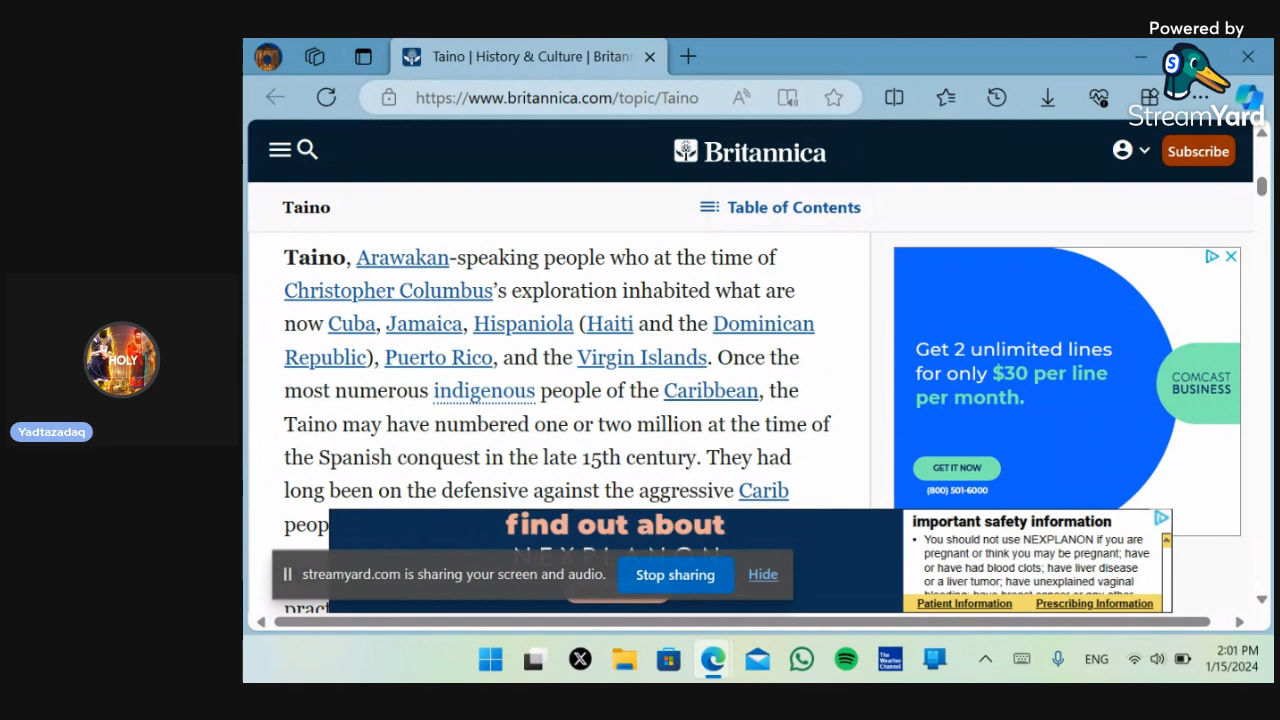 Powered by
StreamYard
Taino | History & Culture | Britann
https://www.britannica.com/topic/Taino
Britannica
Subscribe
Taino
Table of Contents
Taino, Arawakan-speaking people who at the time of
Christopher Columbus’s exploration inhabited what are
now Cuba, Jamaica, Hispaniola (Haiti and the Dominican
Republic), Puerto Rico, and the Virgin Islands. Once the
most numerous indigenous people of the Caribbean, the
Taino may have numbered one or two million at the time of
the Spanish conquest in the late 15th century. They had
long been on the defensive against the aggressive Carib
peop
pract
Get 2 unlimited lines
for only $30 per line
per month.
COMCAST
BUSINESS
GET IT NOW
(800) 501-6000
find out about
NEXPLANON
important safety information
• You should not use NEXPLANON if you are
pregnant or think you may be pregnant; have
or have had blood clots; have liver disease
or a liver tumor; have unexplained vaginal
Patient Information Prescribing Information
streamyard.com is sharing your screen and audio.
Stop sharing
Hide
HOLY
Yadtazadaq
The
Weather
Channel
ENG
2:01 PM
1/15/2024